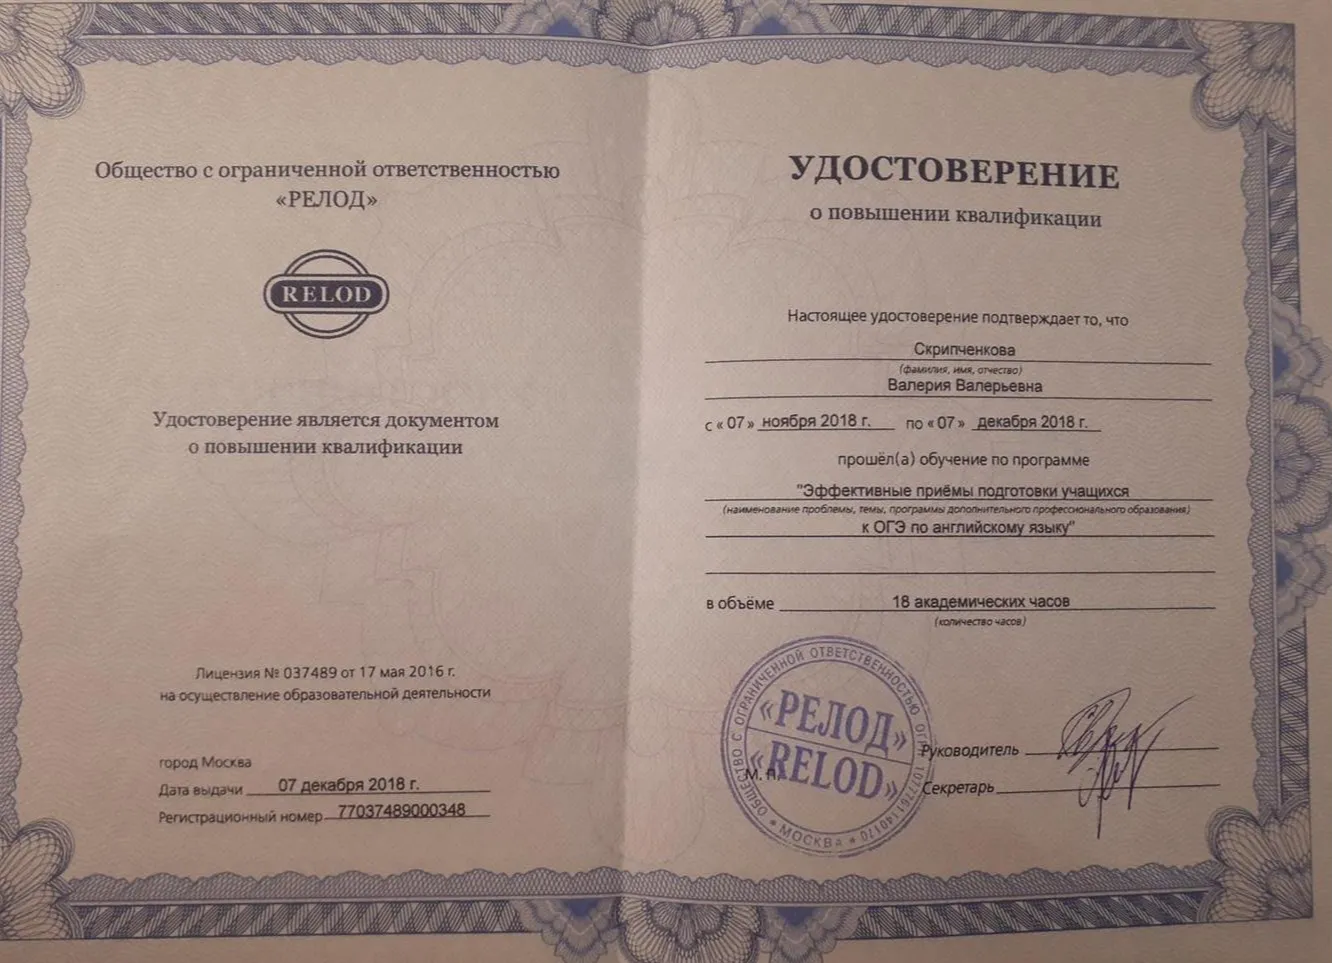 Общество с ограниченной ответственностью
«РЕЛОД»
RELOD
Удостоверение является документом
о повышении квалификации
Лицензия № 037489 от 17 мая 2016 г.
на осуществление образовательной деятельности
город Москва
Дата выдачи 07 декабря 2018 г.
Регистрационный номер 77037489000348
УДОСТОВЕРЕНИЕ
о повышении квалификации
Настоящее удостоверение подтверждает то, что
Скрипченкова
(фамилия, имя, отчество)
Валерия Валерьевна
с «07» ноября 2018 г. по «07» декабря 2018 г.
прошёл(а) обучение по программе
"Эффективные приёмы подготовки учащихся
(наименование проблемы, темы, программы дополнительного профессионального образования)
к ОГЭ по английскому языку"
в объёме 18 академических часов
(количество часов)
ОБЩЕСТВО С ОГРАНИЧЕННОЙ ОТВЕТСТВЕННОСТЬЮ
«РЕЛОД»
«RELOD»
МОСКВА
М. П.
Руководитель
Секретарь